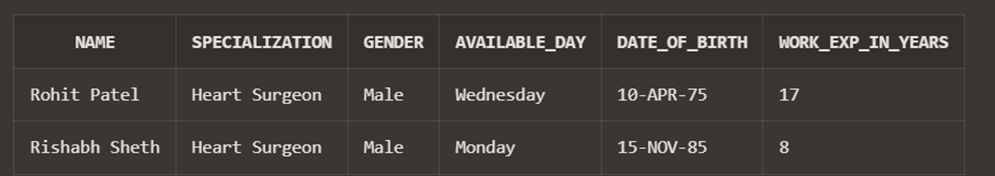 NAME SPECIALIZATION GENDER AVAILABLE_DAY DATE_OF_BIRTH WORK_EXP_IN_YEARS
Rohit Patel Heart Surgeon Male Wednesday 10-APR-75 17
Rishabh Sheth Heart Surgeon Male Monday 15-NOV-85 8